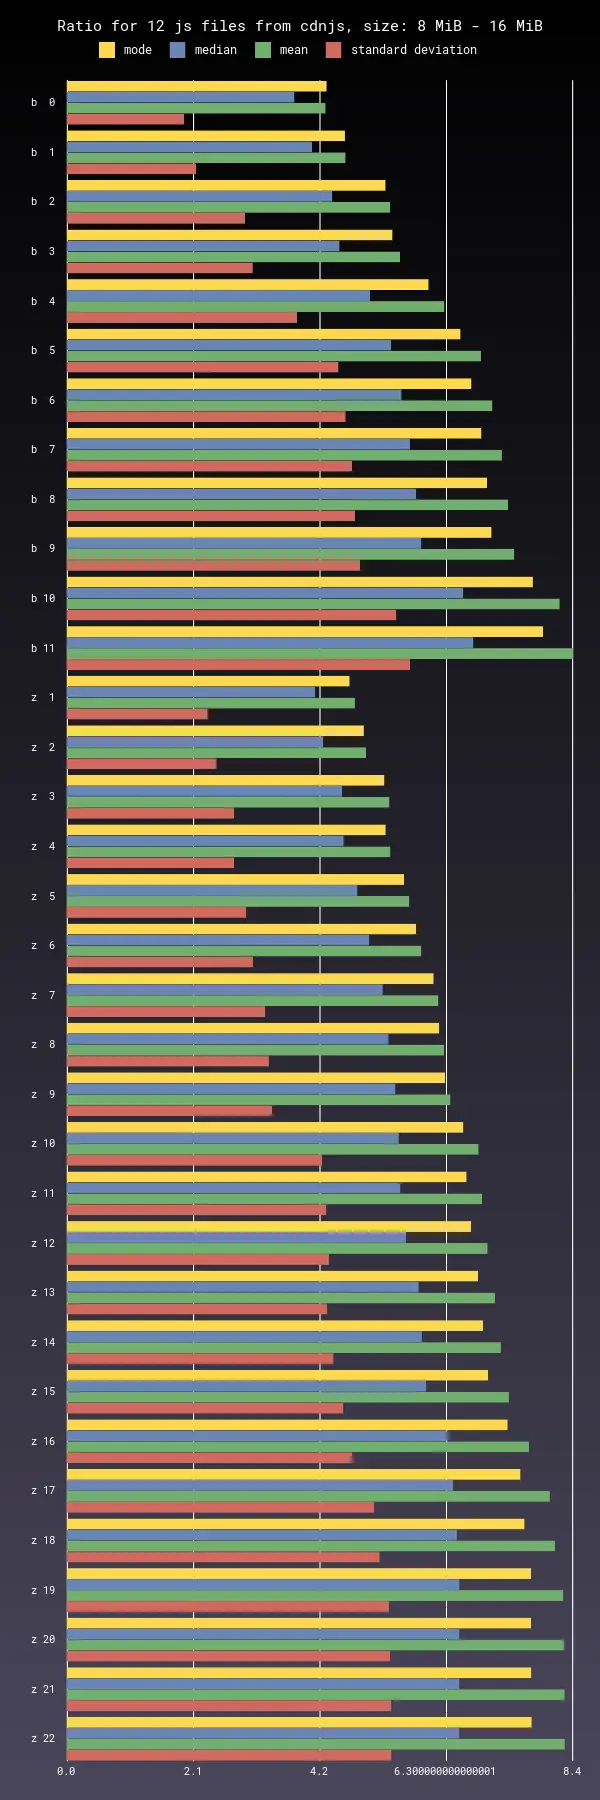 Ratio for 12 js files from cdnjs, size: 8 MiB - 16 MiB
mode median mean standard deviation
b 0
b 1
b 2
b 3
b 4
b 5
b 6
b 7
b 8
b 9
b 10
b 11
z 1
z 2
z 3
z 4
z 5
z 6
z 7
z 8
z 9
z 10
z 11
z 12
z 13
z 14
z 15
z 16
z 17
z 18
z 19
z 20
z 21
z 22
0.0 2.1 4.2 6.300000000000001 8.4